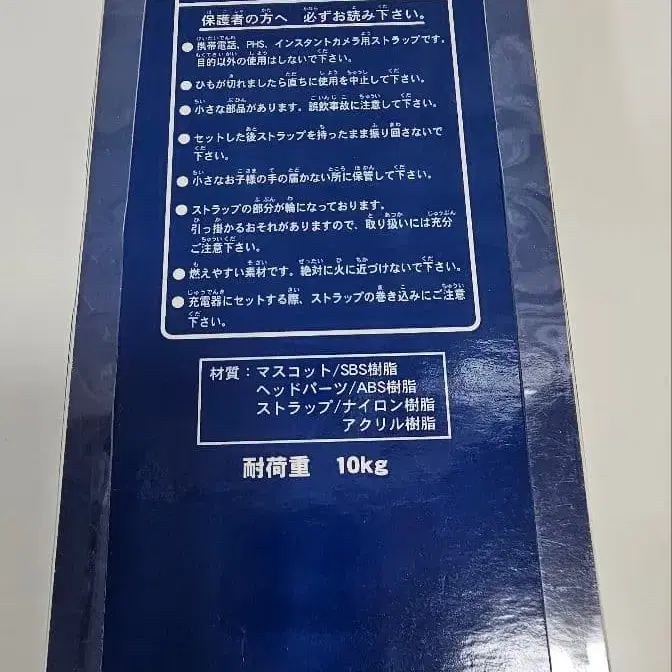 保護者の方へ 必ずお読み下さい。
●携帯電話、PHS、インスタントカメラ用ストラップです。
目的以外の使用はしないで下さい。
●ひもが切れましたら直ちに使用を中止して下さい。
●小さな部品があります。誤飲事故に注意して下さい。
●セットした後ストラップを持ったまま振り回さないで
下さい。
●小さなお子様の手の届かない所に保管して下さい。
●ストラップの部分が輪になっております。
引っ掛かるおそれがありますので、取り扱いには充分
ご注意下さい。
●燃えやすい素材です。絶対に火に近づけないで下さい。
●充電器にセットする際、ストラップの巻き込みにご注意
下さい。
材質：マスコット/SBS樹脂
ヘッドパーツ/ABS樹脂
ストラップ/ナイロン樹脂
アクリル樹脂
耐荷重 10kg